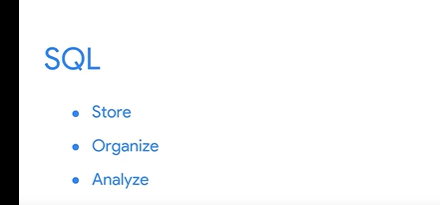 SQL
• Store
• Organize
• Analyze